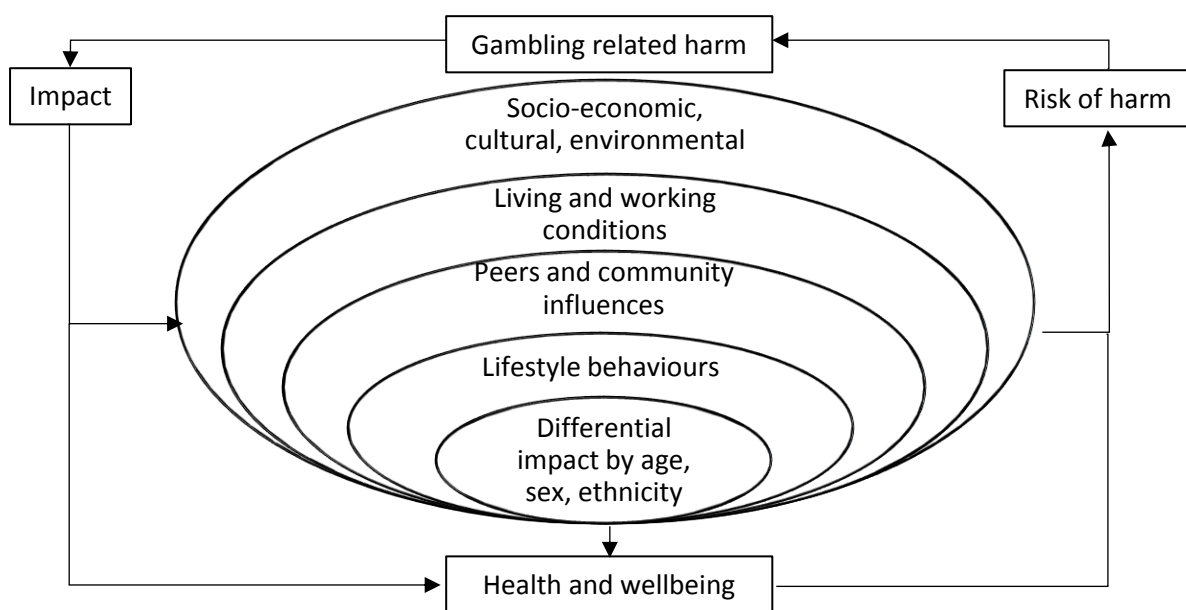 Gambling related harm
Impact
Risk of harm
Socio-economic,
cultural, environmental
Living and working
conditions
Peers and community
influences
Lifestyle behaviours
Differential
impact by age,
sex, ethnicity
Health and wellbeing